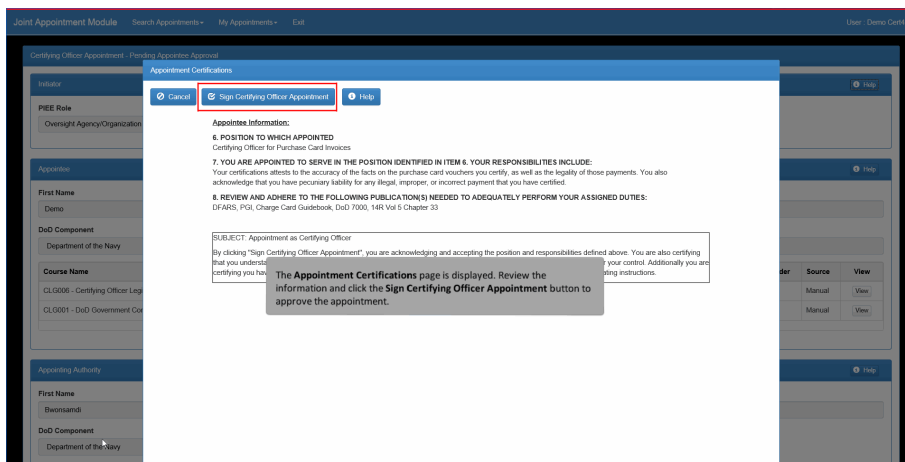 Joint Appointment Module Search Appointments My Appointments Exit User : Demo Cert4
Certifying Officer Appointment - Pending Appointee Approval
Appointment Certifications
Initiator
Help
Cancel Sign Certifying Officer Appointment Help
PIEE Role
Oversight Agency/Organization
Appointee Information:
6. POSITION TO WHICH APPOINTED
Certifying Officer for Purchase Card Invoices
7. YOU ARE APPOINTED TO SERVE IN THE POSITION IDENTIFIED IN ITEM 6. YOUR RESPONSIBILITIES INCLUDE:
Your certifications attests to the accuracy of the facts on the purchase card vouchers you certify, as well as the legality of those payments. You also
acknowledge that you have pecuniary liability for any illegal, improper, or incorrect payment that you have certified.
8. REVIEW AND ADHERE TO THE FOLLOWING PUBLICATION(S) NEEDED TO ADEQUATELY PERFORM YOUR ASSIGNED DUTIES:
DFARS, PGI, Charge Card Guidebook, DoD 7000, 14R Vol 5 Chapter 33
Appointee
Help
First Name
Demo
DoD Component
Department of the Navy
SUBJECT: Appointment as Certifying Officer
By clicking "Sign Certifying Officer Appointment", you are acknowledging and accepting the position and responsibilities defined above. You are also certifying
that you understa r your control. Additionally you are
certifying you hav ating instructions.
The Appointment Certifications page is displayed. Review the
information and click the Sign Certifying Officer Appointment button to
approve the appointment.
Course Name der Source View
CLG006 - Certifying Officer Legi Manual View
CLG001 - DoD Government Co Manual View
Appointing Authority
Help
First Name
Bwonsamdi
DoD Component
Department of the Navy